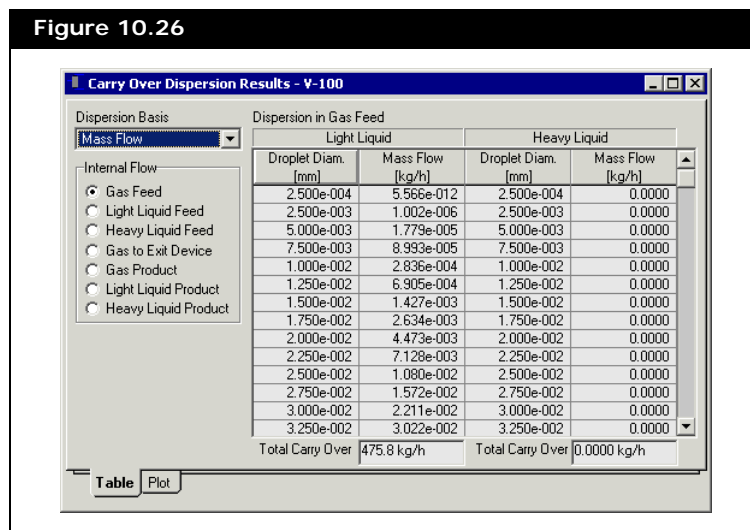 Figure 10.26
Carry Over Dispersion Results - V-100
Dispersion Basis
Mass Flow
Internal Flow
Gas Feed
Light Liquid Feed
Heavy Liquid Feed
Gas to Exit Device
Gas Product
Light Liquid Product
Heavy Liquid Product
Dispersion in Gas Feed
Light Liquid Heavy Liquid
Droplet Diam. [mm] Mass Flow [kg/h] Droplet Diam. [mm] Mass Flow [kg/h]
2.500e-004 5.566e-012 2.500e-004 0.0000
2.500e-003 1.002e-006 2.500e-003 0.0000
5.000e-003 1.779e-005 5.000e-003 0.0000
7.500e-003 8.993e-005 7.500e-003 0.0000
1.000e-002 2.836e-004 1.000e-002 0.0000
1.250e-002 6.905e-004 1.250e-002 0.0000
1.500e-002 1.427e-003 1.500e-002 0.0000
1.750e-002 2.634e-003 1.750e-002 0.0000
2.000e-002 4.473e-003 2.000e-002 0.0000
2.250e-002 7.128e-003 2.250e-002 0.0000
2.500e-002 1.080e-002 2.500e-002 0.0000
2.750e-002 1.572e-002 2.750e-002 0.0000
3.000e-002 2.211e-002 3.000e-002 0.0000
3.250e-002 3.022e-002 3.250e-002 0.0000
Total Carry Over 475.8 kg/h Total Carry Over 0.0000 kg/h
Table Plot